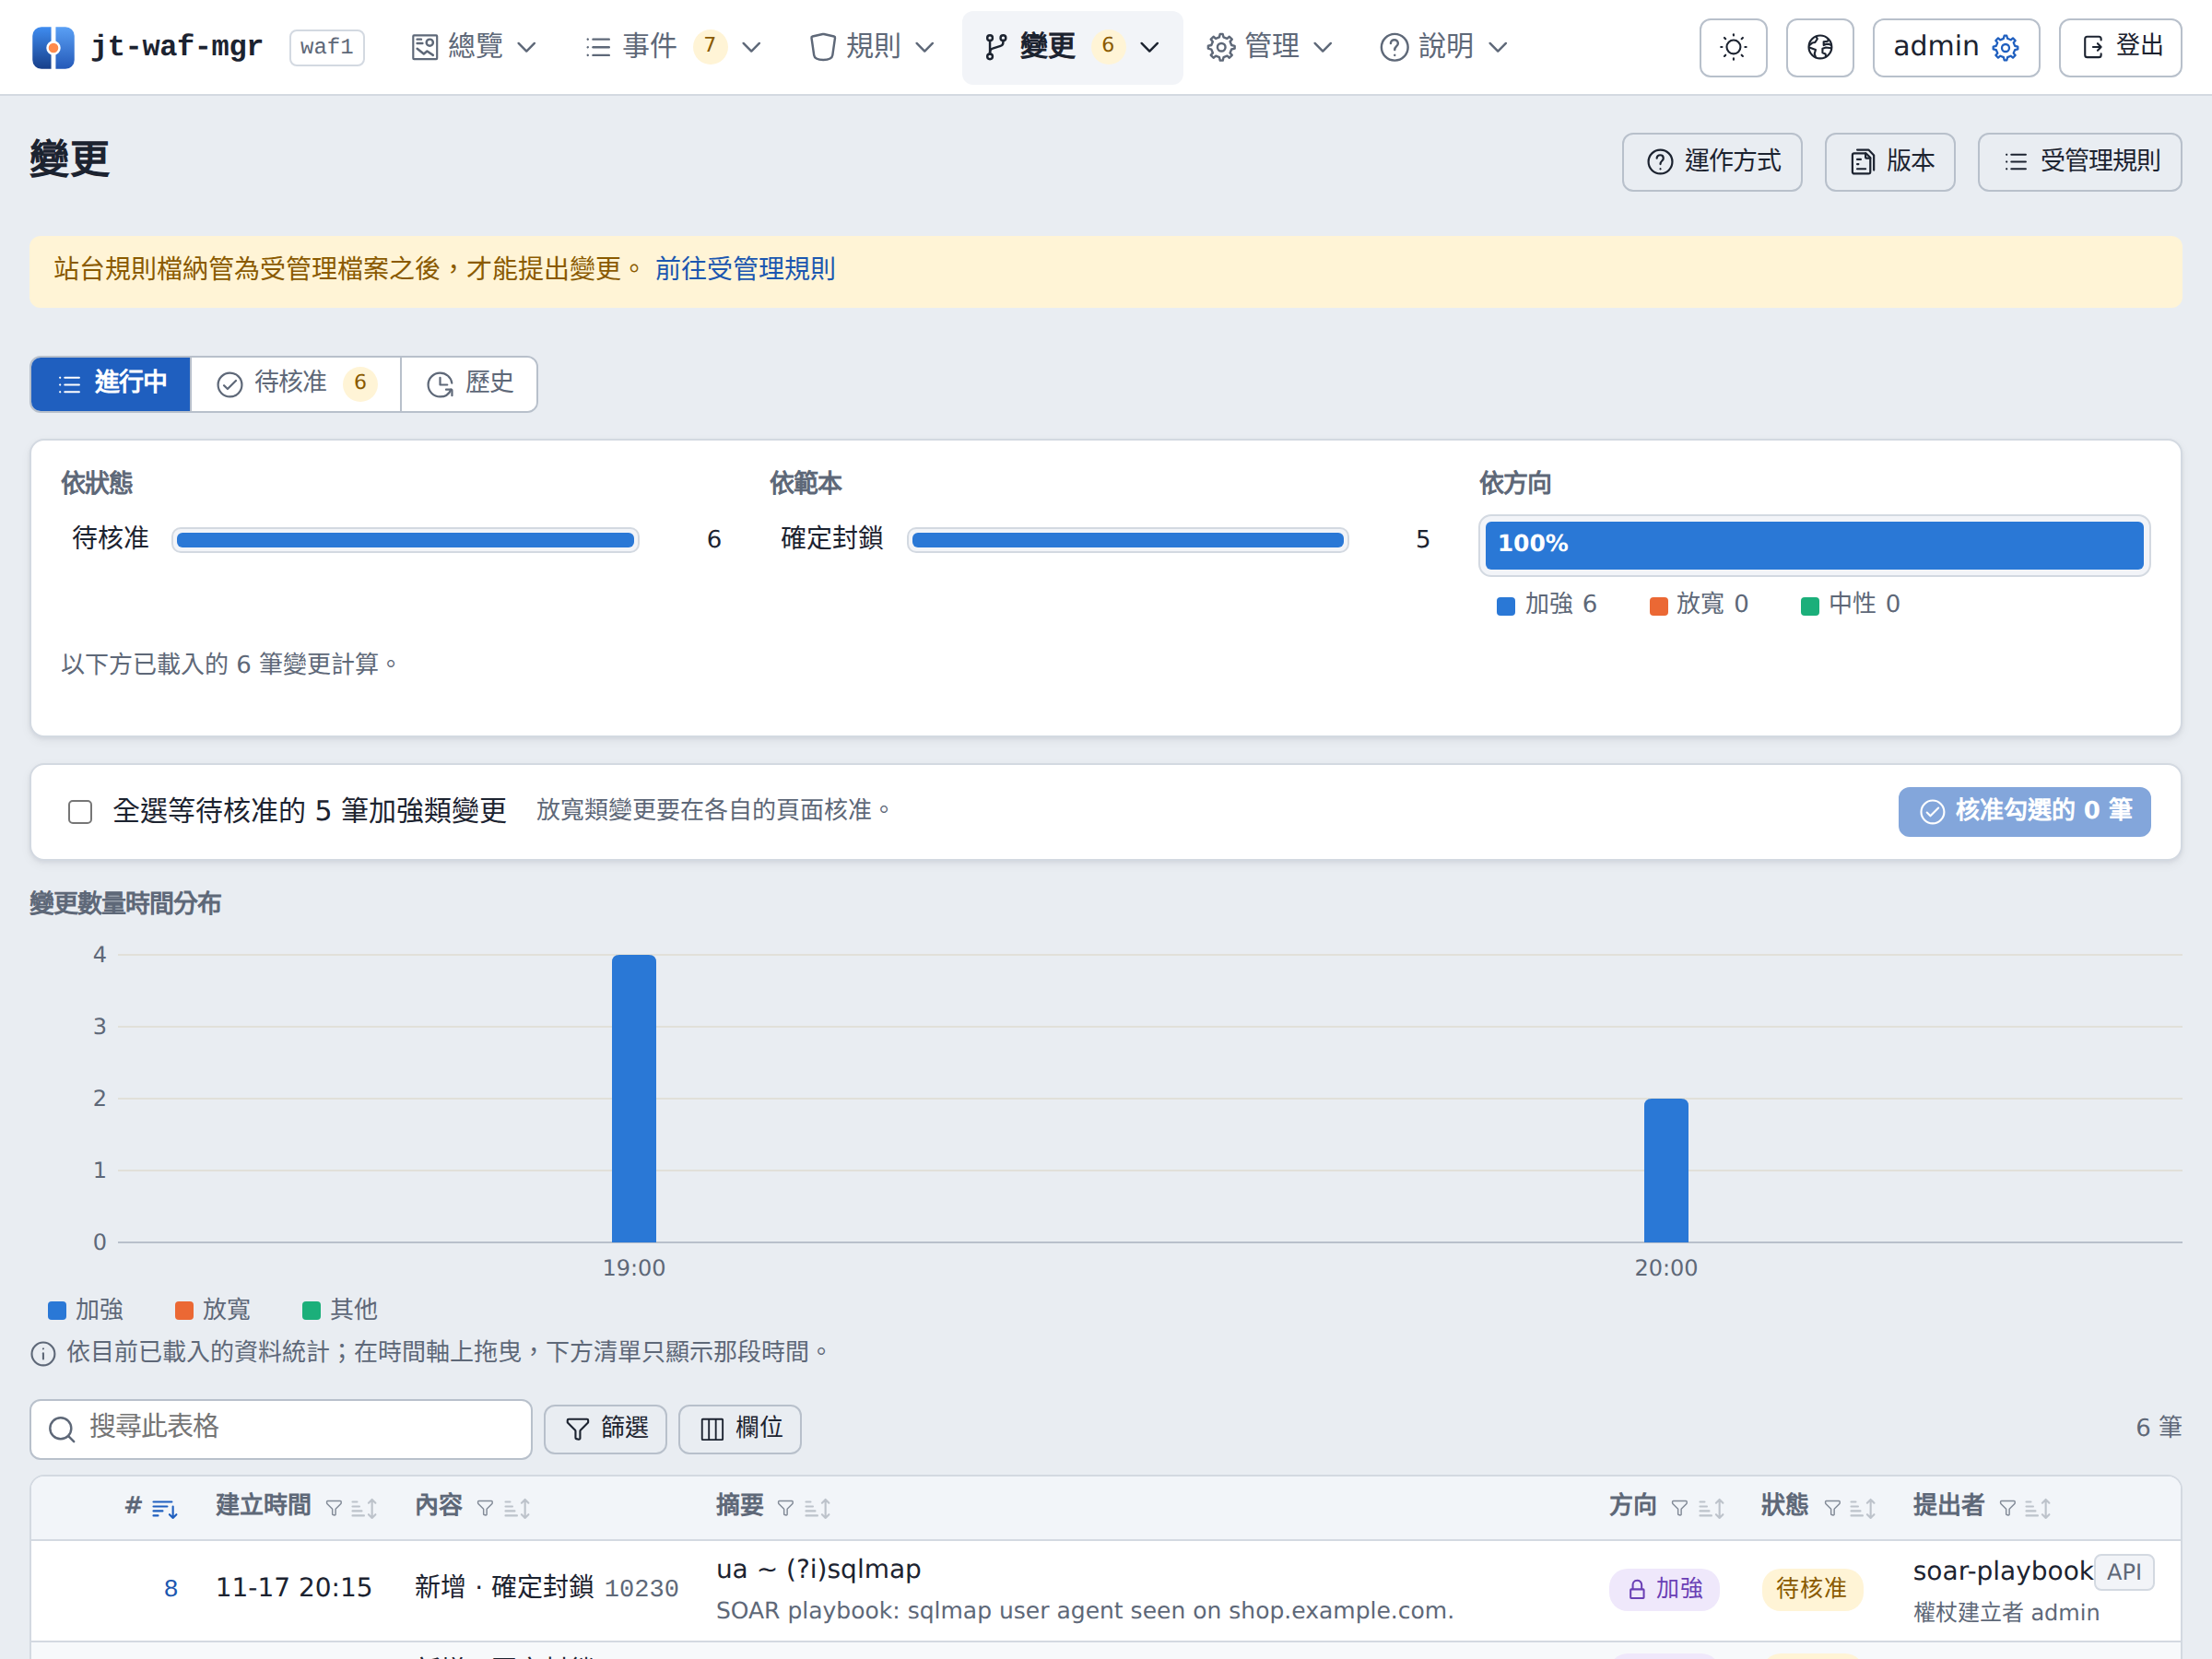 jt-waf-mgr waf1 總覽 事件 7 規則 變更 6 管理 說明 admin 登出
變更 運作方式 版本 受管理規則
站台規則檔納管為受管理檔案之後，才能提出變更。 前往受管理規則
進行中 待核准 6 歷史
依狀態 依範本 依方向
待核准 6 確定封鎖 5 100%
加強 6 放寬 0 中性 0
以下方已載入的 6 筆變更計算。
全選等待核准的 5 筆加強類變更 放寬類變更要在各自的頁面核准。 核准勾選的 0 筆
變更數量時間分布
4
3
2
1
0
19:00 20:00
加強 放寬 其他
依目前已載入的資料統計；在時間軸上拖曳，下方清單只顯示那段時間。
搜尋此表格 篩選 欄位 6 筆
# 建立時間 內容 摘要 方向 狀態 提出者
8 11-17 20:15 新增 · 確定封鎖 10230 ua ~ (?i)sqlmap 加強 待核准 soar-playbook API
SOAR playbook: sqlmap user agent seen on shop.example.com. 權杖建立者 admin